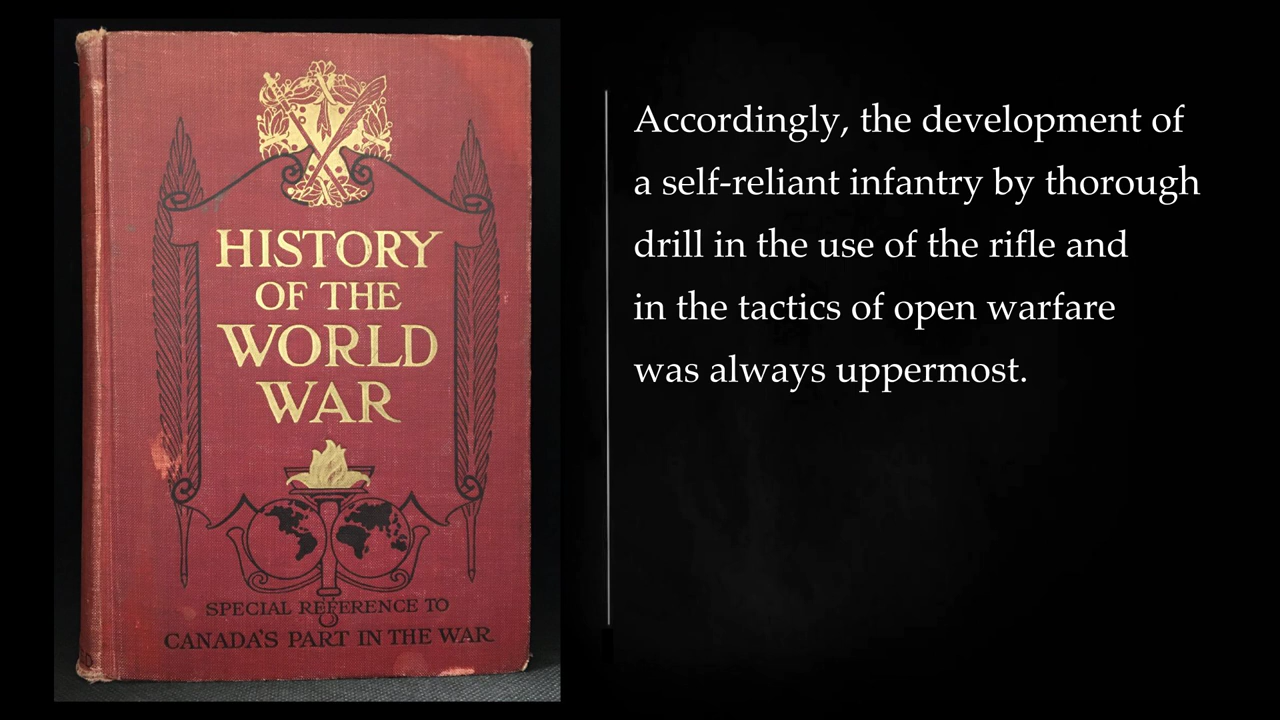 HISTORY
OF THE
WORLD
WAR
SPECIAL REFERENCE TO
CANADA'S PART IN THE WAR
Accordingly, the development of
a self-reliant infantry by thorough
drill in the use of the rifle and
in the tactics of open warfare
was always uppermost.